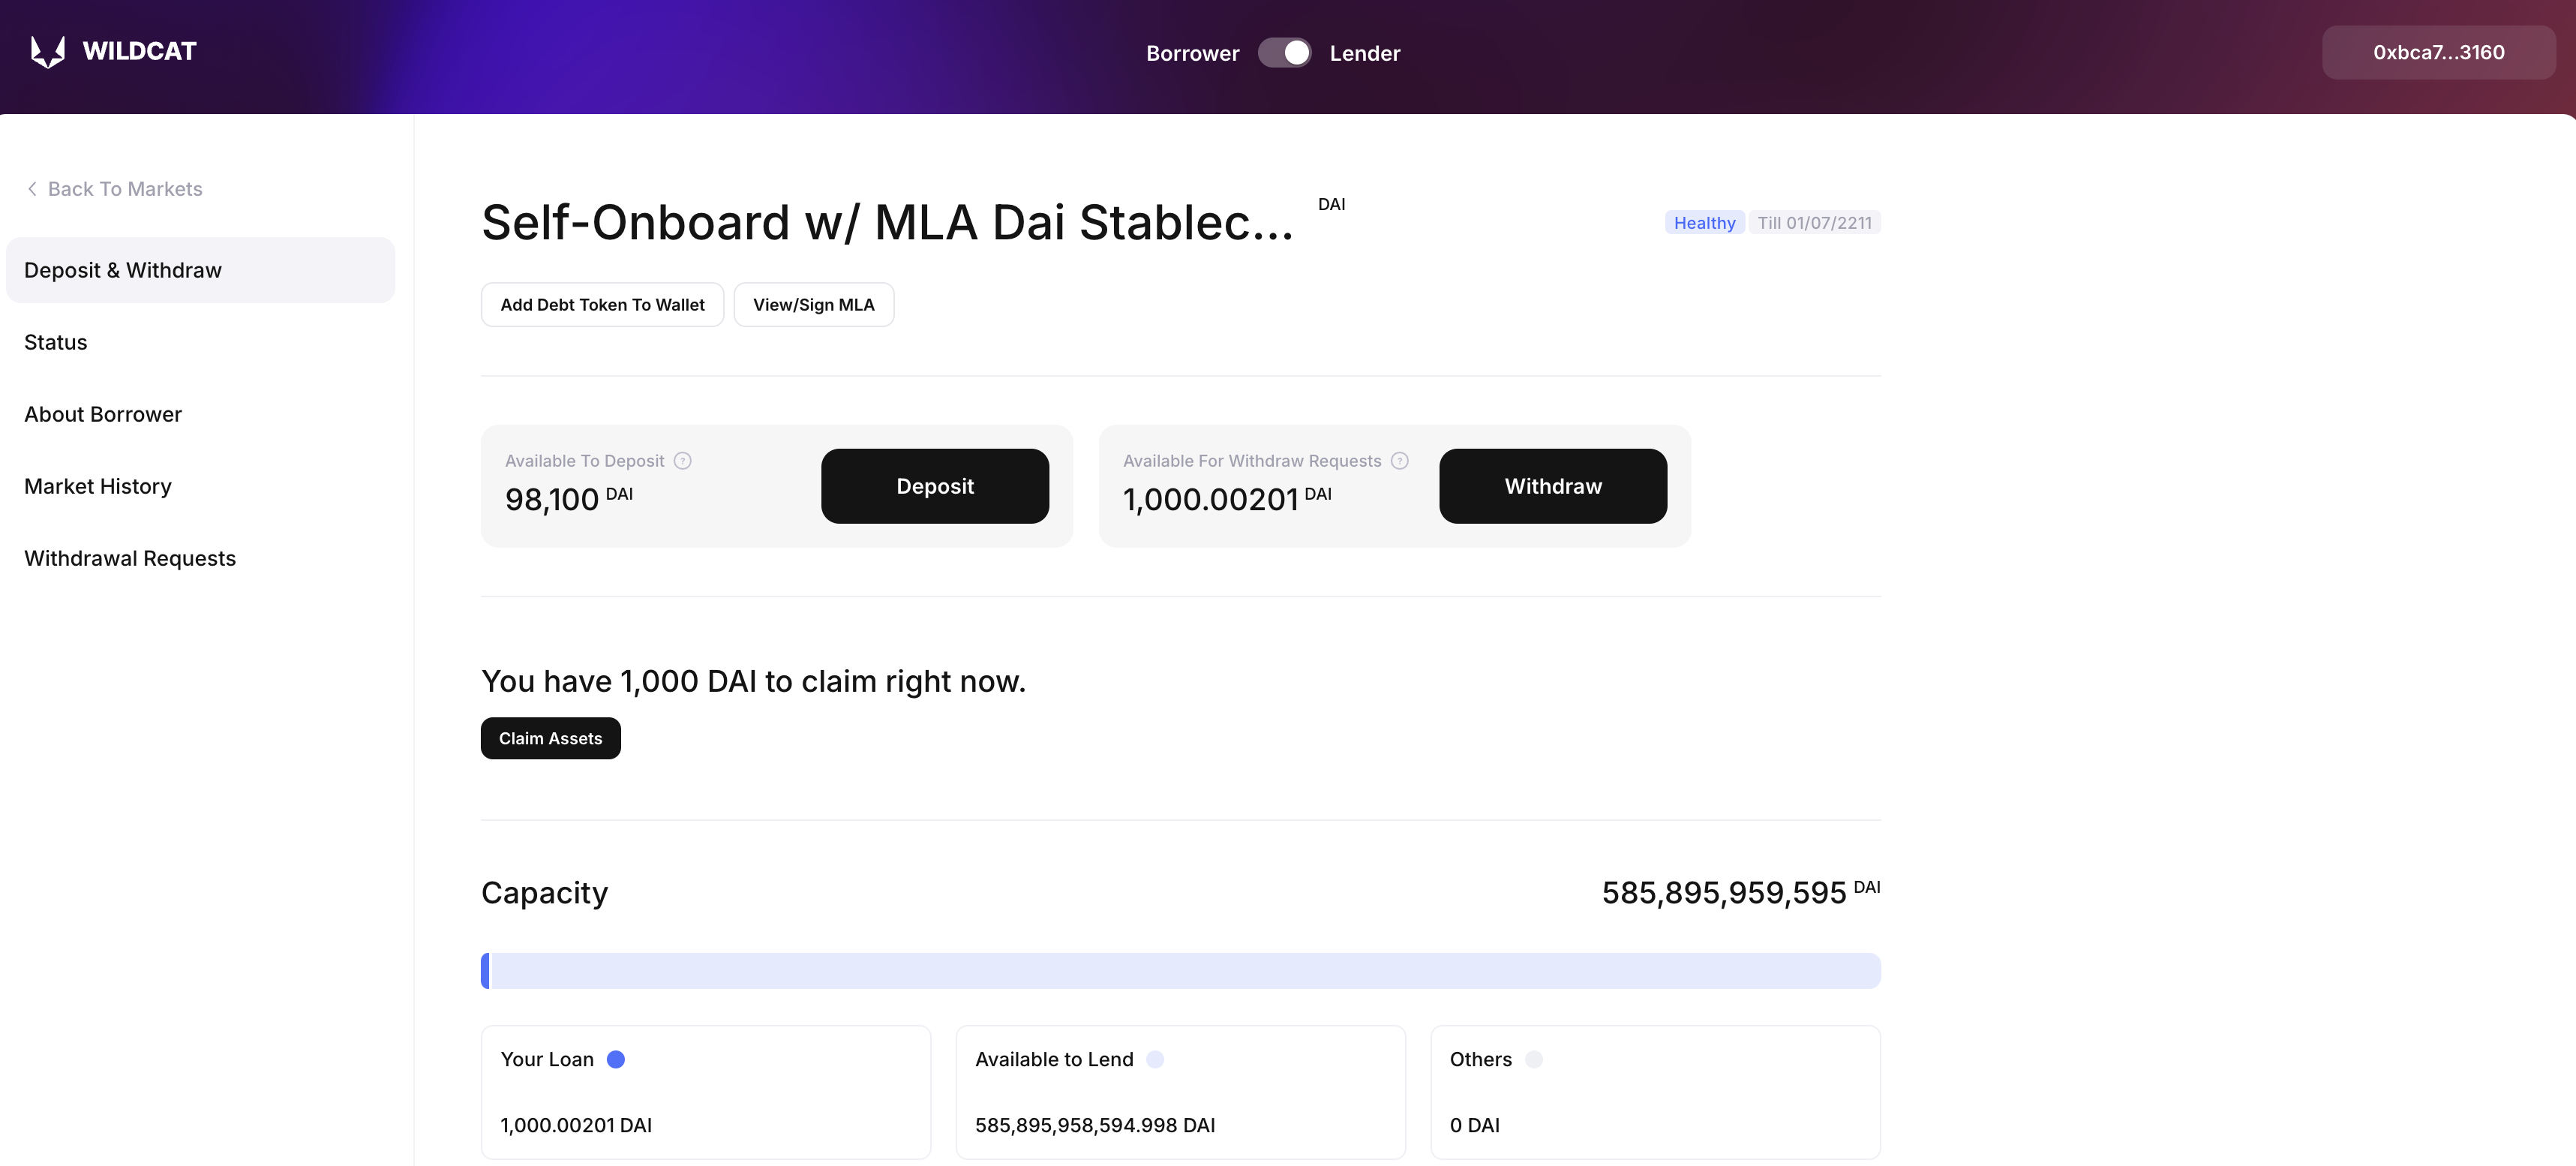 WILDCAT
Borrower Lender
0xbca7...3160
Back To Markets
Deposit & Withdraw
Status
About Borrower
Market History
Withdrawal Requests
Self-Onboard w/ MLA Dai Stablec... DAI
Healthy Till 01/07/2211
Add Debt Token To Wallet View/Sign MLA
Available To Deposit ?
98,100 DAI
Deposit
Available For Withdraw Requests ?
1,000.00201 DAI
Withdraw
You have 1,000 DAI to claim right now.
Claim Assets
Capacity 585,895,959,595 DAI
Your Loan
1,000.00201 DAI
Available to Lend
585,895,958,594.998 DAI
Others
0 DAI